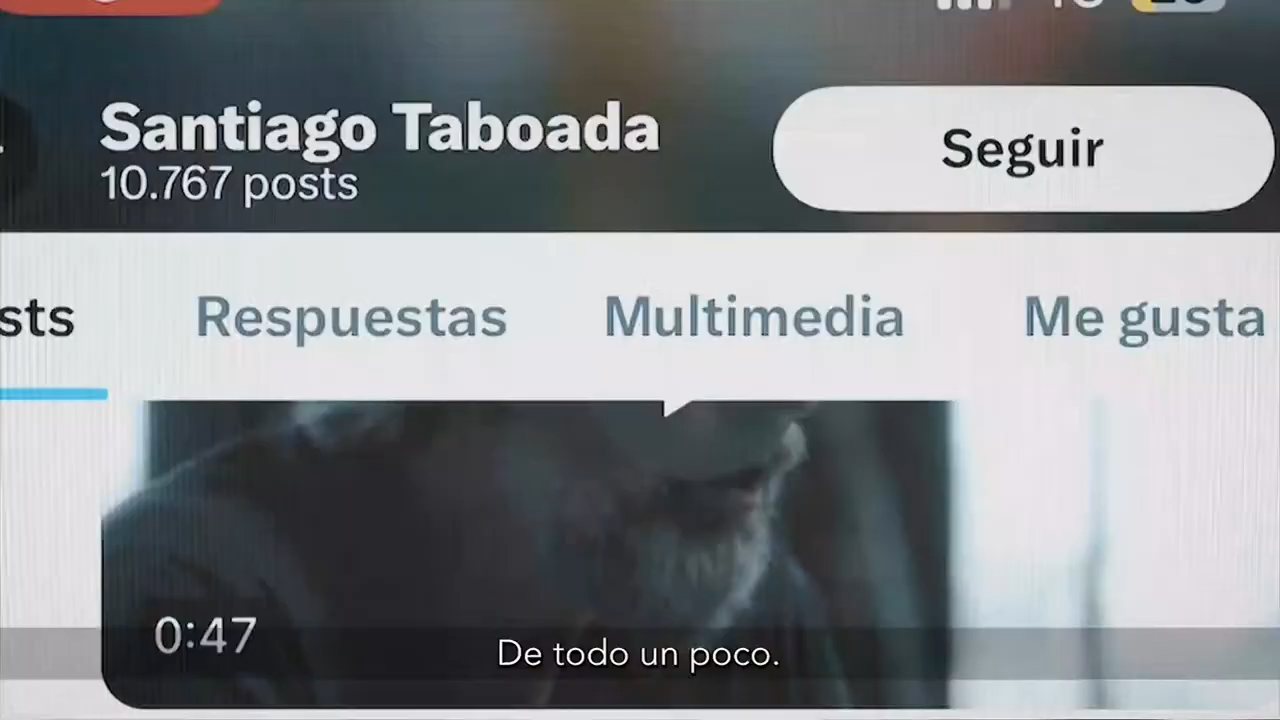 Santiago Taboada
10.767 posts
Seguir
sts
Respuestas
Multimedia
Me gusta
0:47
De todo un poco.